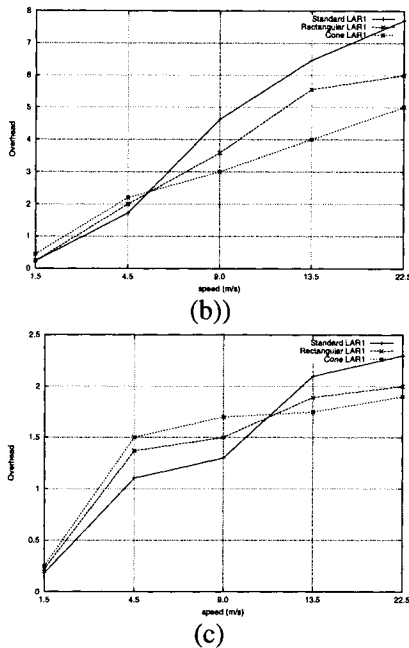 8
7
6
5
4
3
2
1
0
Overhead
Standard LAR1
Rectangular LAR1
Cone LAR1
1.5 4.5 9.0 13.5 22.5
speed (m/s)
(b))
2.5
2
1.5
1
0.5
0
Overhead
Standard LAR1
Rectangular LAR1
Cone LAR1
1.5 4.5 9.0 13.5 22.5
speed (m/s)
(c)